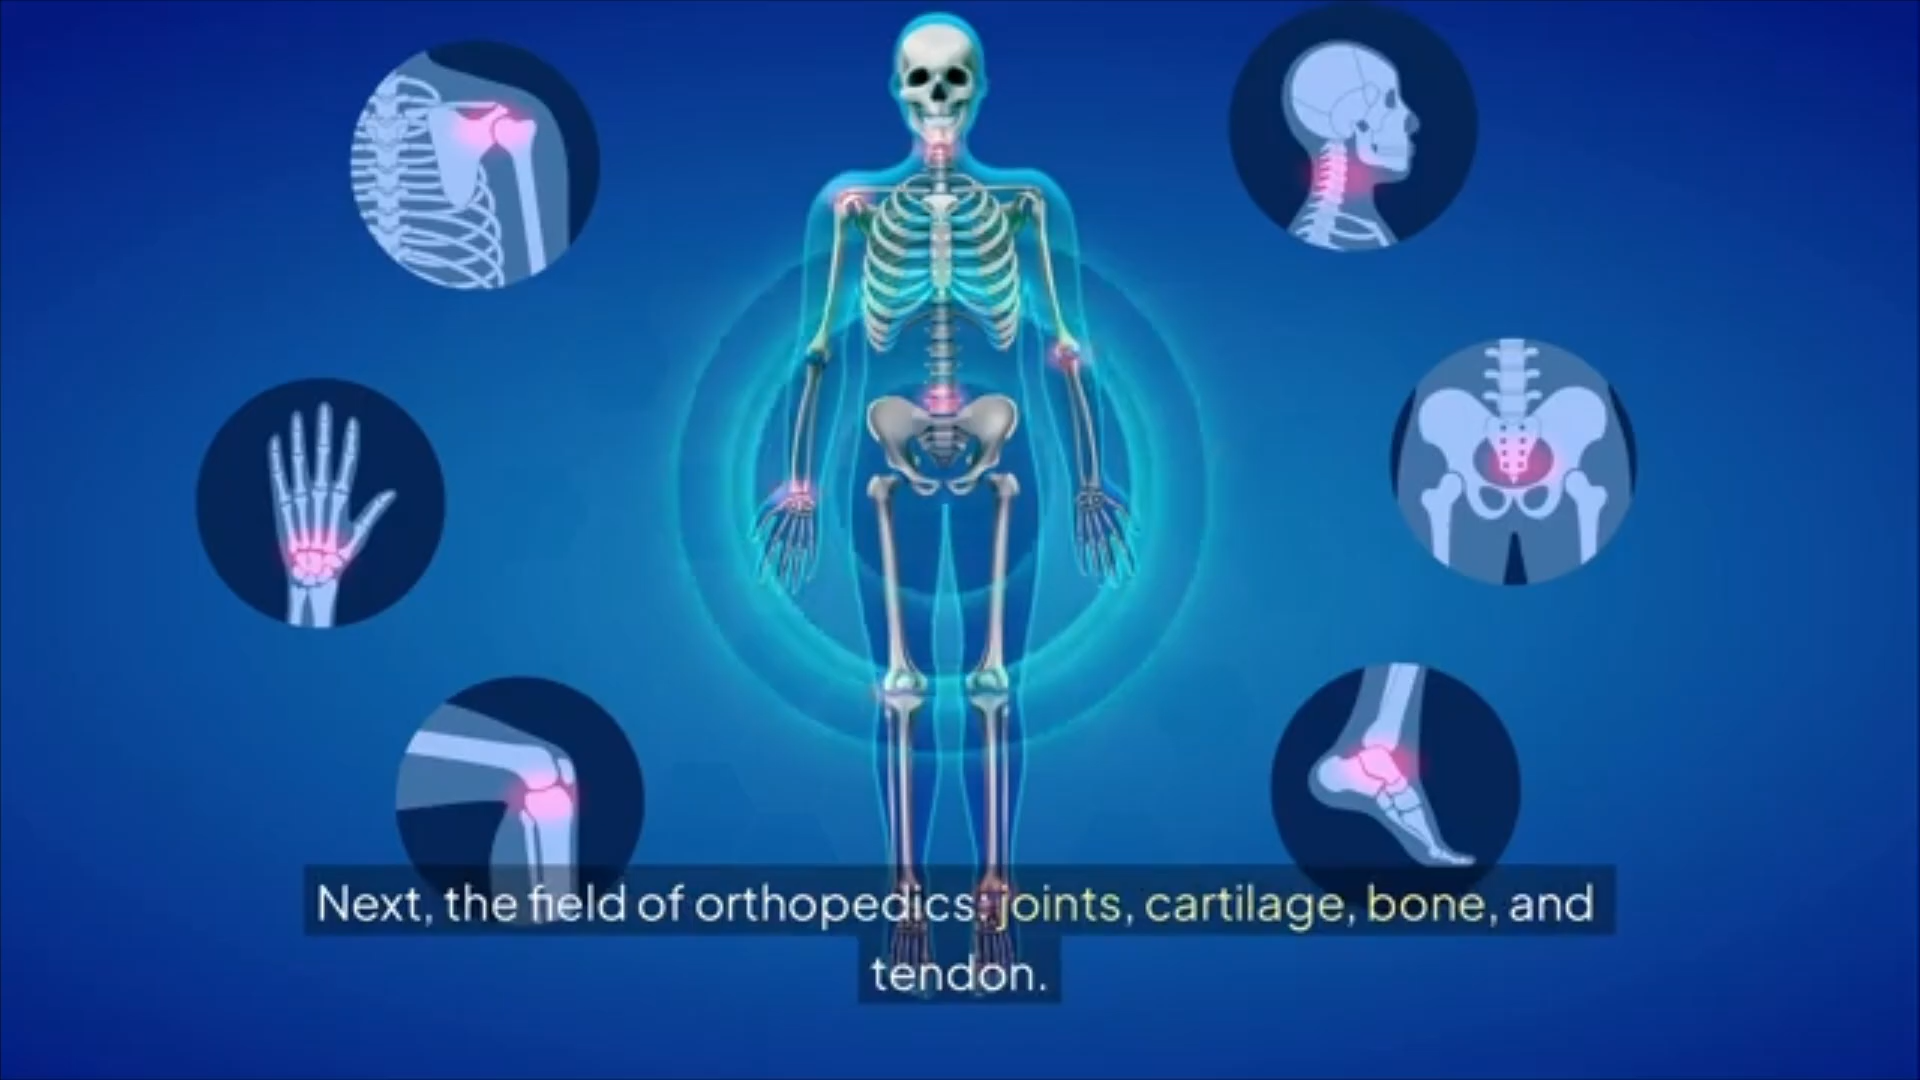 Next, the field of orthopedics: joints, cartilage, bone, and
tendon.